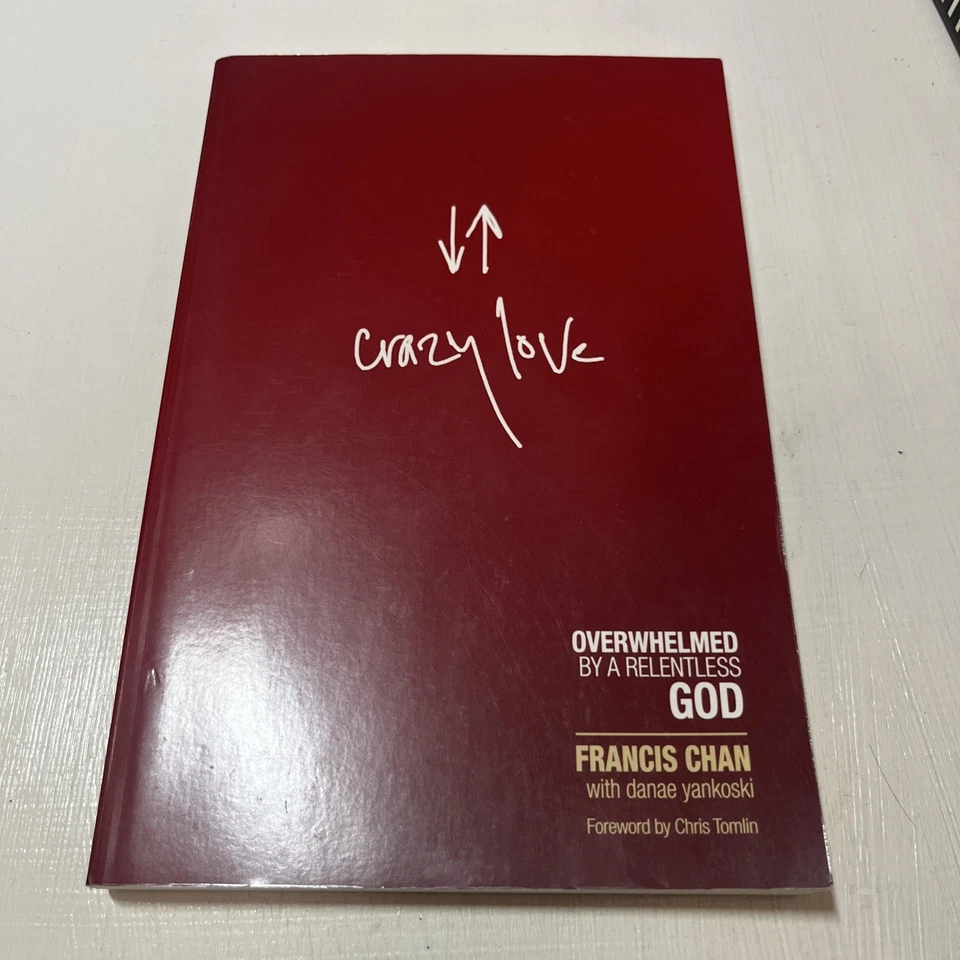 crazy love
OVERWHELMED
BY A RELENTLESS
GOD
FRANCIS CHAN
with danae yankoski
Foreword by Chris Tomlin